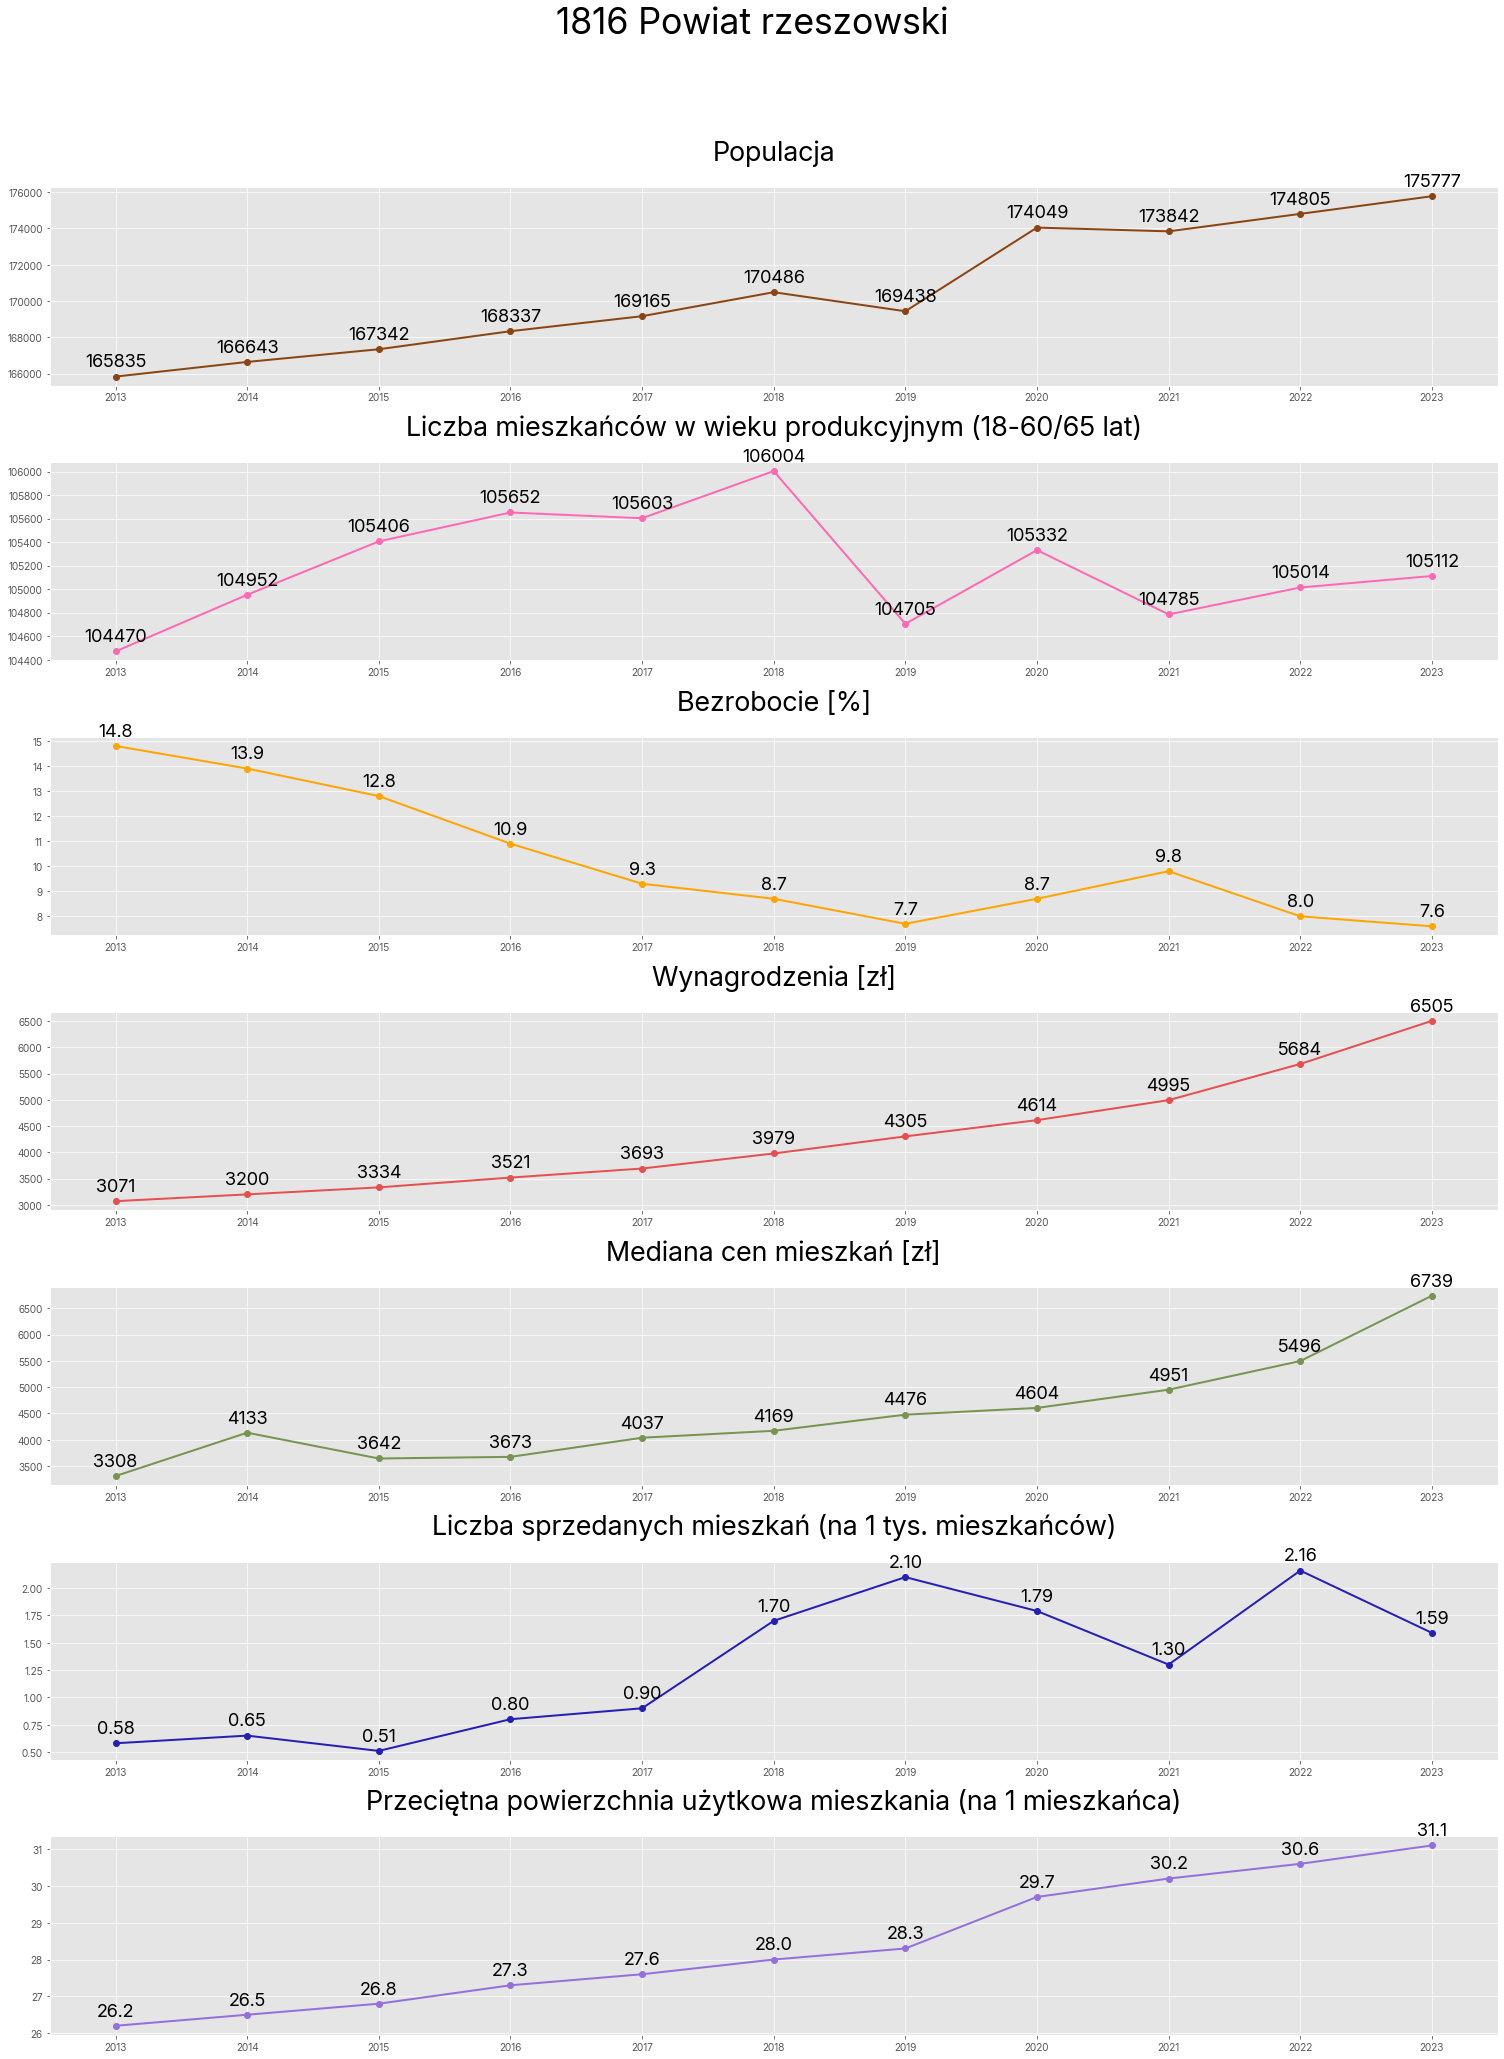 1816 Powiat rzeszowski
Populacja
176000
174000
172000
170000
168000
166000
165835 166643 167342 168337 169165 170486 169438 174049 173842 174805 175777
2013 2014 2015 2016 2017 2018 2019 2020 2021 2022 2023
Liczba mieszkańców w wieku produkcyjnym (18-60/65 lat)
106000
105800
105600
105400
105200
105000
104800
104600
104400
104470 104952 105406 105652 105603 106004 104705 105332 104785 105014 105112
2013 2014 2015 2016 2017 2018 2019 2020 2021 2022 2023
Bezrobocie [%]
15
14
13
12
11
10
9
8
14.8 13.9 12.8 10.9 9.3 8.7 7.7 8.7 9.8 8.0 7.6
2013 2014 2015 2016 2017 2018 2019 2020 2021 2022 2023
Wynagrodzenia [zł]
6500
6000
5500
5000
4500
4000
3500
3000
3071 3200 3334 3521 3693 3979 4305 4614 4995 5684 6505
2013 2014 2015 2016 2017 2018 2019 2020 2021 2022 2023
Mediana cen mieszkań [zł]
6500
6000
5500
5000
4500
4000
3500
3308 4133 3642 3673 4037 4169 4476 4604 4951 5496 6739
2013 2014 2015 2016 2017 2018 2019 2020 2021 2022 2023
Liczba sprzedanych mieszkań (na 1 tys. mieszkańców)
2.00
1.75
1.50
1.25
1.00
0.75
0.50
0.58 0.65 0.51 0.80 0.90 1.70 2.10 1.79 1.30 2.16 1.59
2013 2014 2015 2016 2017 2018 2019 2020 2021 2022 2023
Przeciętna powierzchnia użytkowa mieszkania (na 1 mieszkańca)
31
30
29
28
27
26
26.2 26.5 26.8 27.3 27.6 28.0 28.3 29.7 30.2 30.6 31.1
2013 2014 2015 2016 2017 2018 2019 2020 2021 2022 2023